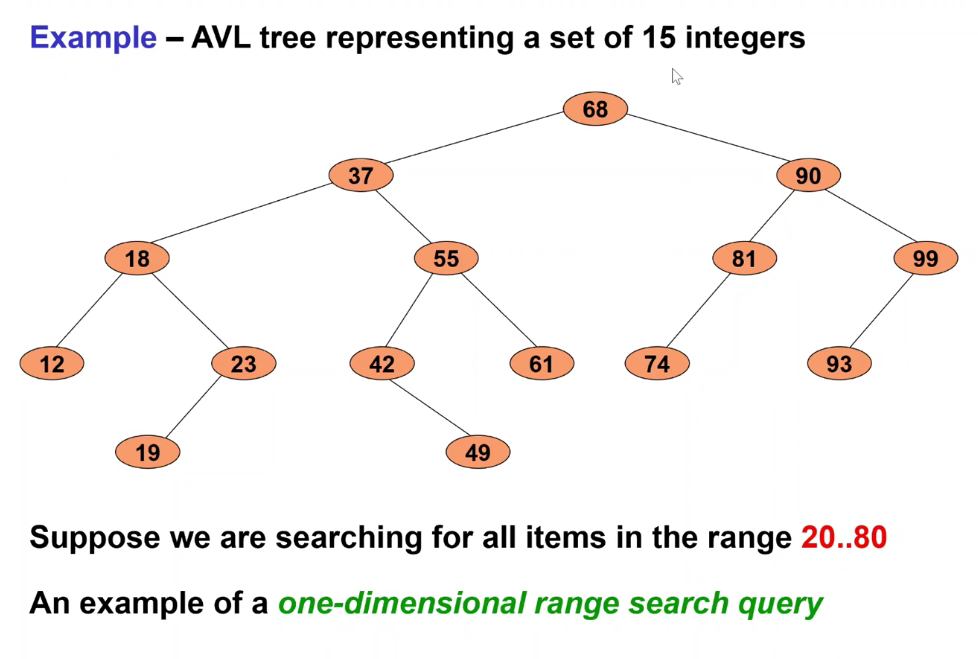 Example – AVL tree representing a set of 15 integers
68
37 90
18 55 81 99
12 23 42 61 74 93
19 49
Suppose we are searching for all items in the range 20..80
An example of a one-dimensional range search query